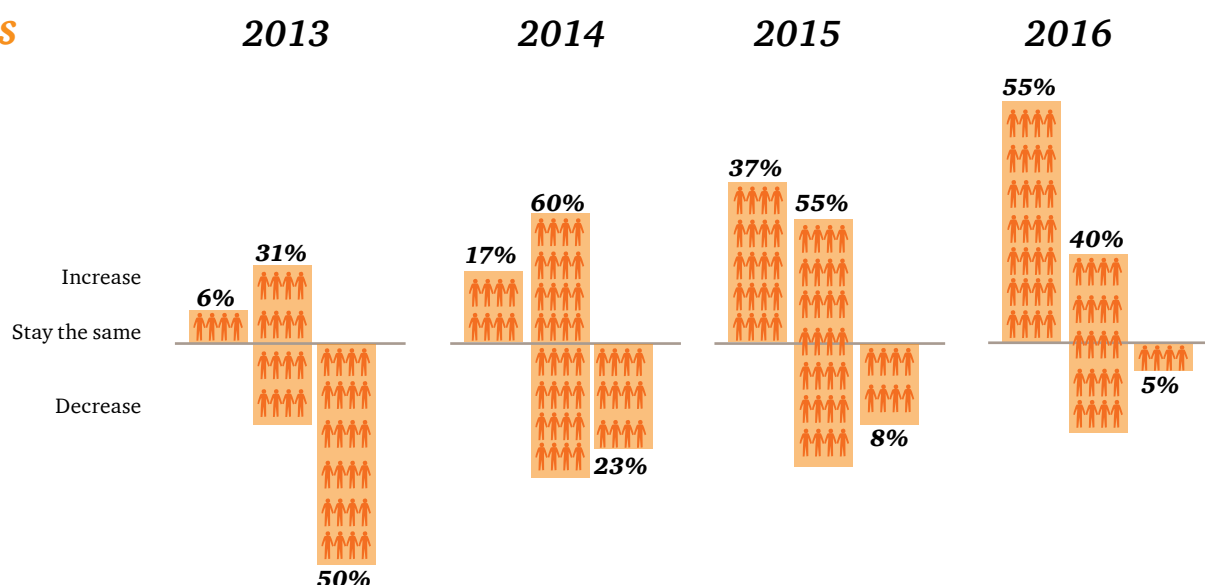 s
2013 2014 2015 2016
55%
37%
60% 55%
31% 17% 40%
Increase
6%
Stay the same
Decrease
5%
8%
23%
50%